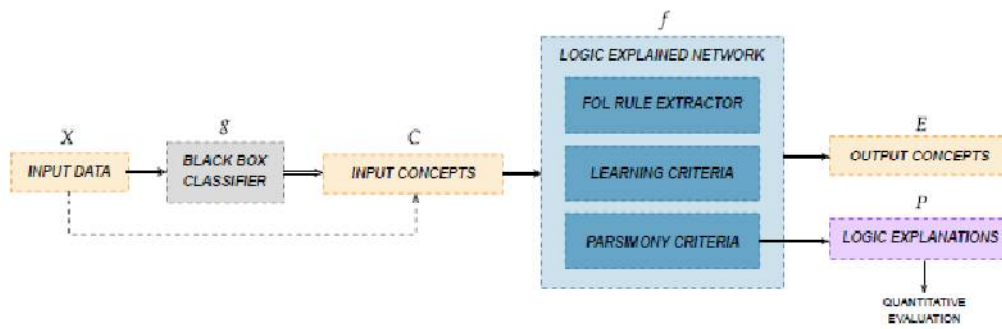 f
LOGIC EXPLAINED NETWORK
FOL RULE EXTRACTOR
X
g
C
E
INPUT DATA
BLACK BOX
CLASSIFIER
INPUT CONCEPTS
LEARNING CRITERIA
OUTPUT CONCEPTS
P
PARSIMONY CRITERIA
LOGIC EXPLANATIONS
QUANTITATIVE
EVALUATION